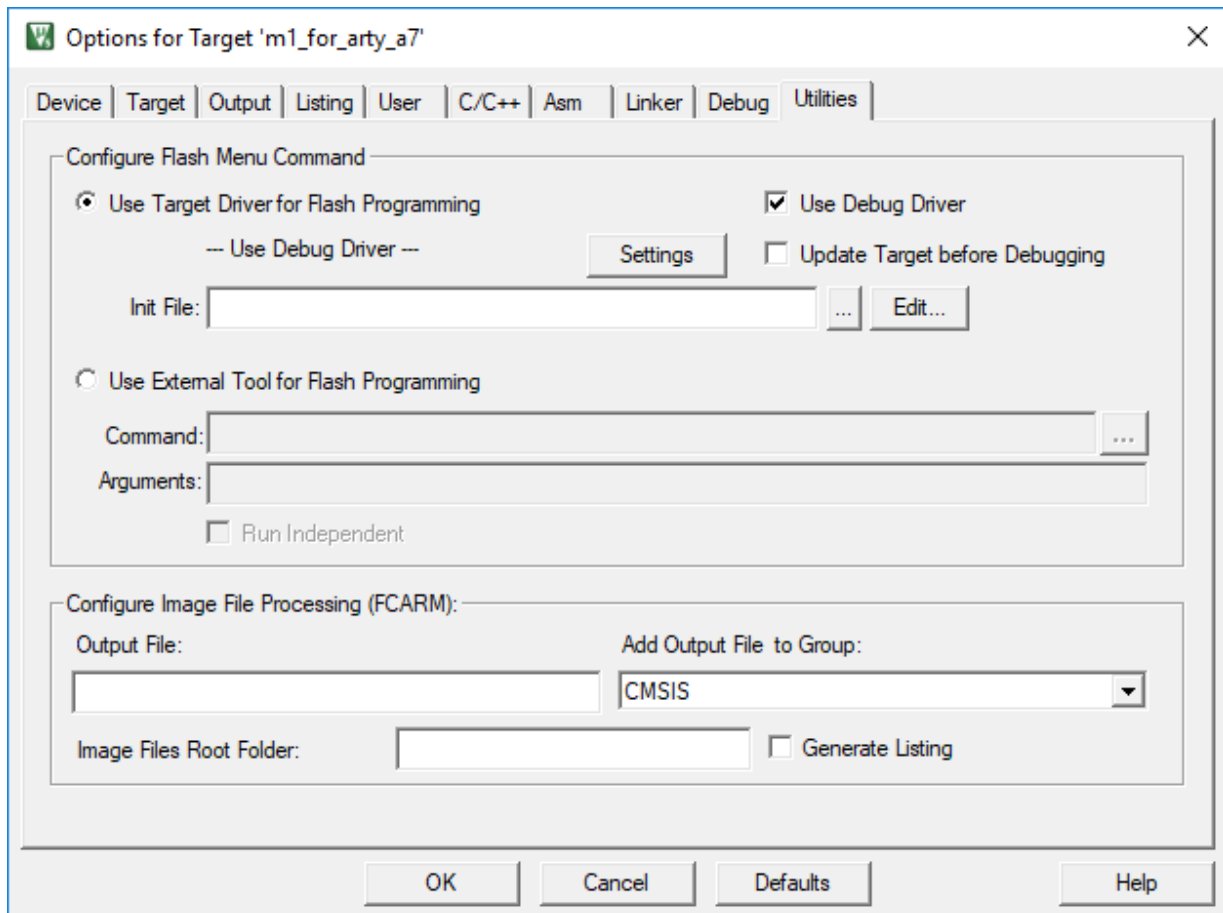 Options for Target 'm1_for_arty_a7'
Device Target Output Listing User C/C++ Asm Linker Debug Utilities
Configure Flash Menu Command
Use Target Driver for Flash Programming Use Debug Driver
--- Use Debug Driver --- Settings Update Target before Debugging
Init File: ... Edit...
Use External Tool for Flash Programming
Command: ...
Arguments:
Run Independent
Configure Image File Processing (FCARM):
Output File: Add Output File to Group:
CMSIS
Image Files Root Folder: Generate Listing
OK Cancel Defaults Help